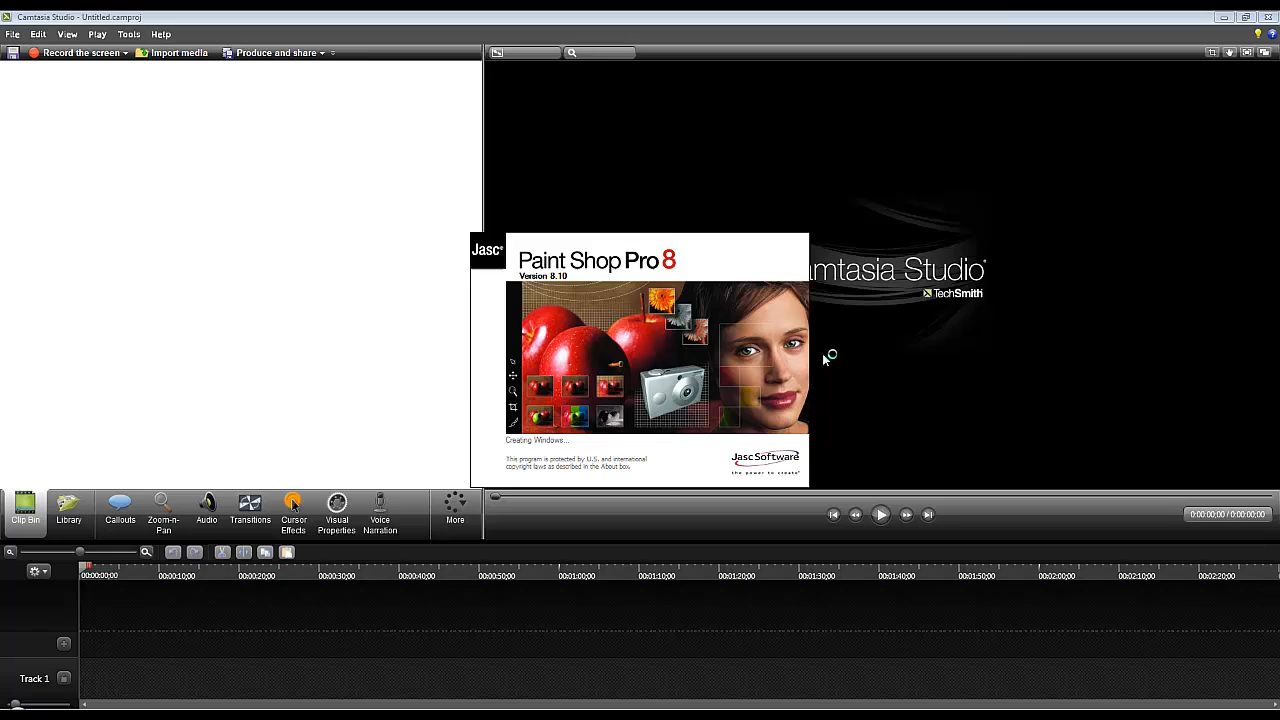 Camtasia Studio - Untitled.camproj
File Edit View Play Tools Help
Record the screen Import media Produce and share
Jasc
Paint Shop Pro 8
Version 8.10
amtasia Studio
TechSmith
Creating Windows...
This program is protected by U.S. and international
copyright laws as described in the About box.
Jasc Software
the power to create
Clip Bin
Library
Callouts
Zoom-n-
Pan
Audio
Transitions
Cursor
Effects
Visual
Properties
Voice
Narration
More
0:00:00;00 / 0:00:00;00
00:00:00;00 00:00:10;00 00:00:20;00 00:00:30;00 00:00:40;00 00:00:50;00 00:01:00;00 00:01:10;00 00:01:20;00 00:01:30;00 00:01:40;00 00:01:50;00 00:02:00;00 00:02:10;00 00:02:20;00
Track 1